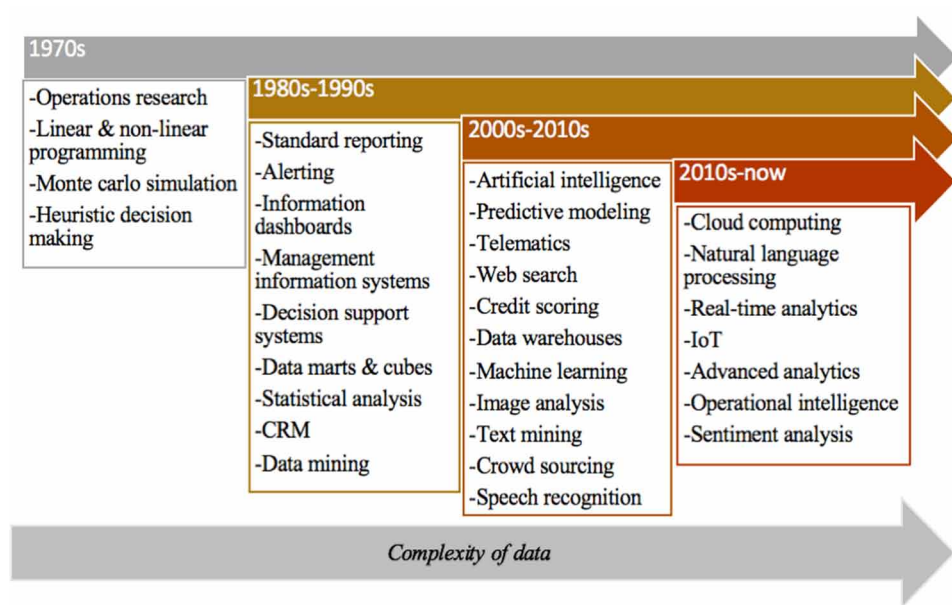 1970s
-Operations research
-Linear & non-linear
programming
-Monte carlo simulation
-Heuristic decision
making
1980s-1990s
-Standard reporting
-Alerting
-Information
dashboards
-Management
information systems
-Decision support
systems
-Data marts & cubes
-Statistical analysis
-CRM
-Data mining
2000s-2010s
-Artificial intelligence
-Predictive modeling
-Telematics
-Web search
-Credit scoring
-Data warehouses
-Machine learning
-Image analysis
-Text mining
-Crowd sourcing
-Speech recognition
2010s-now
-Cloud computing
-Natural language
processing
-Real-time analytics
-IoT
-Advanced analytics
-Operational intelligence
-Sentiment analysis
Complexity of data